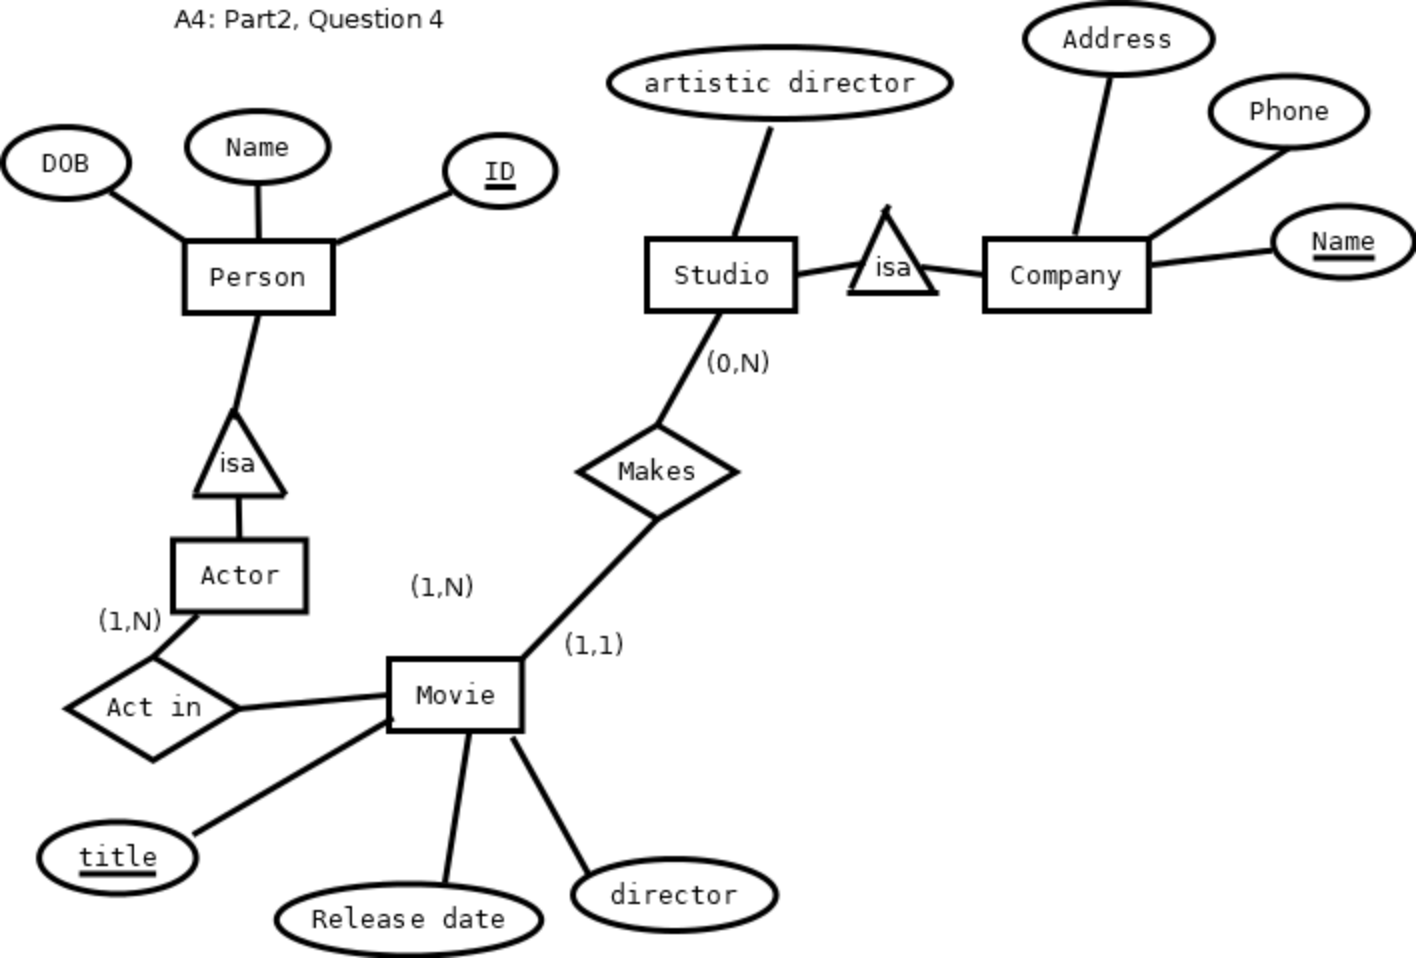 A4: Part2, Question 4
Address
artistic director
Phone
Name
DOB
ID
Name
Person
Studio
isa
Company
(0,N)
isa
Makes
Actor
(1,N)
(1,N)
(1,1)
Movie
Act in
title
director
Release date